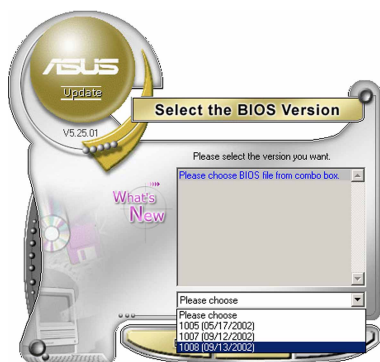 ASUS
Update
V5.25.01
Select the BIOS Version
Please select the version you want.
Please choose BIOS file from combo box.
What's
New
Please choose
Please choose
1005 (05/17/2002)
1007 (09/12/2002)
1008 (09/13/2002)